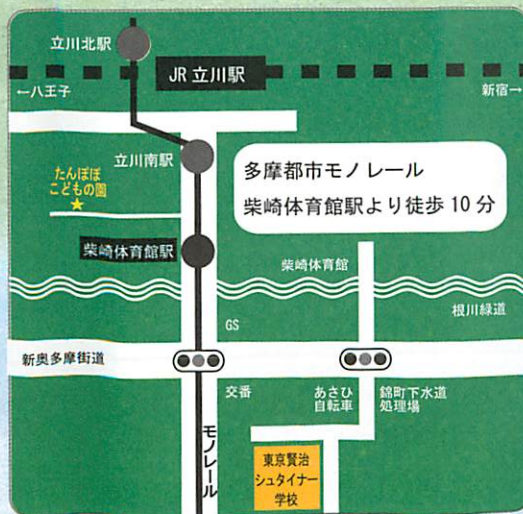 立川北駅
JR 立川駅
←八王子
新宿→
立川南駅
多摩都市モノレール
柴崎体育館駅より徒歩 10 分
たんぽぽ
こどもの園
柴崎体育館駅
柴崎体育館
根川緑道
GS
新奥多摩街道
交番
あさひ
自転車
錦町下水道
処理場
モノレール
東京賢治
シュタイナー
学校